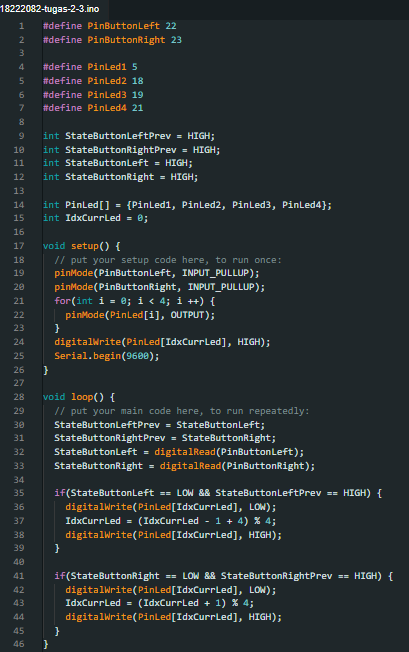 18222082-tugas-2-3.ino
1 #define PinButtonLeft 22
2 #define PinButtonRight 23
3
4 #define PinLed1 5
5 #define PinLed2 18
6 #define PinLed3 19
7 #define PinLed4 21
8
9 int StateButtonLeftPrev = HIGH;
10 int StateButtonRightPrev = HIGH;
11 int StateButtonLeft = HIGH;
12 int StateButtonRight = HIGH;
13
14 int PinLed[] = {PinLed1, PinLed2, PinLed3, PinLed4};
15 int IdxCurrLed = 0;
16
17 void setup() {
18 // put your setup code here, to run once:
19 pinMode(PinButtonLeft, INPUT_PULLUP);
20 pinMode(PinButtonRight, INPUT_PULLUP);
21 for(int i = 0; i < 4; i ++) {
22 pinMode(PinLed[i], OUTPUT);
23 }
24 digitalWrite(PinLed[IdxCurrLed], HIGH);
25 Serial.begin(9600);
26 }
27
28 void loop() {
29 // put your main code here, to run repeatedly:
30 StateButtonLeftPrev = StateButtonLeft;
31 StateButtonRightPrev = StateButtonRight;
32 StateButtonLeft = digitalRead(PinButtonLeft);
33 StateButtonRight = digitalRead(PinButtonRight);
34
35 if(StateButtonLeft == LOW && StateButtonLeftPrev == HIGH) {
36 digitalWrite(PinLed[IdxCurrLed], LOW);
37 IdxCurrLed = (IdxCurrLed - 1 + 4) % 4;
38 digitalWrite(PinLed[IdxCurrLed], HIGH);
39 }
40
41 if(StateButtonRight == LOW && StateButtonRightPrev == HIGH) {
42 digitalWrite(PinLed[IdxCurrLed], LOW);
43 IdxCurrLed = (IdxCurrLed + 1) % 4;
44 digitalWrite(PinLed[IdxCurrLed], HIGH);
45 }
46 }